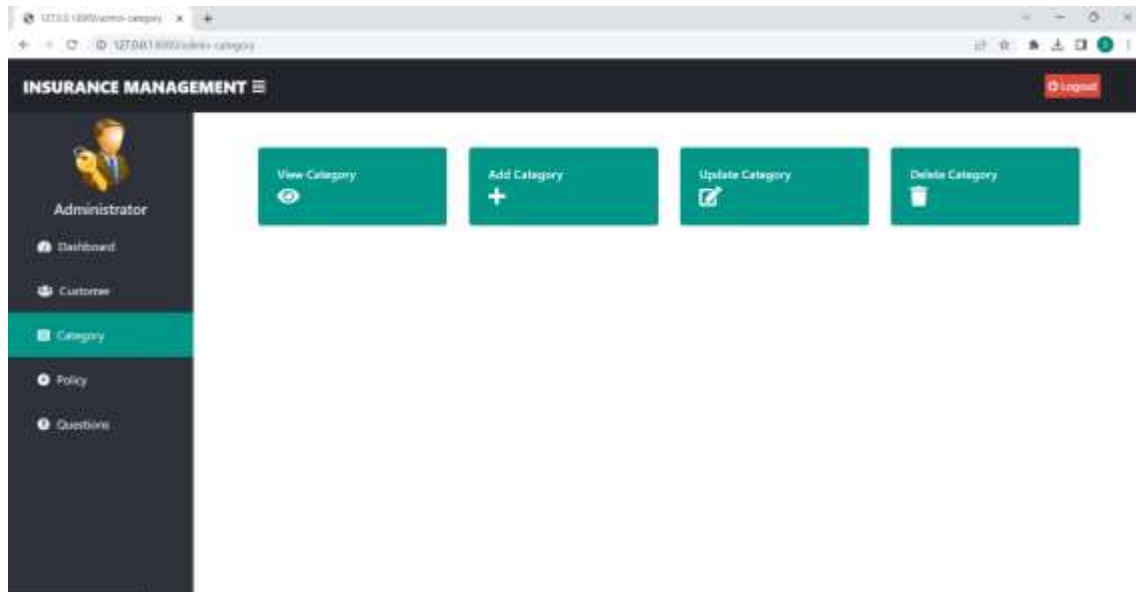 INSURANCE MANAGEMENT
Logout
Administrator
Dashboard
Customer
Category
Policy
Questions
View Category
Add Category
Update Category
Delete Category